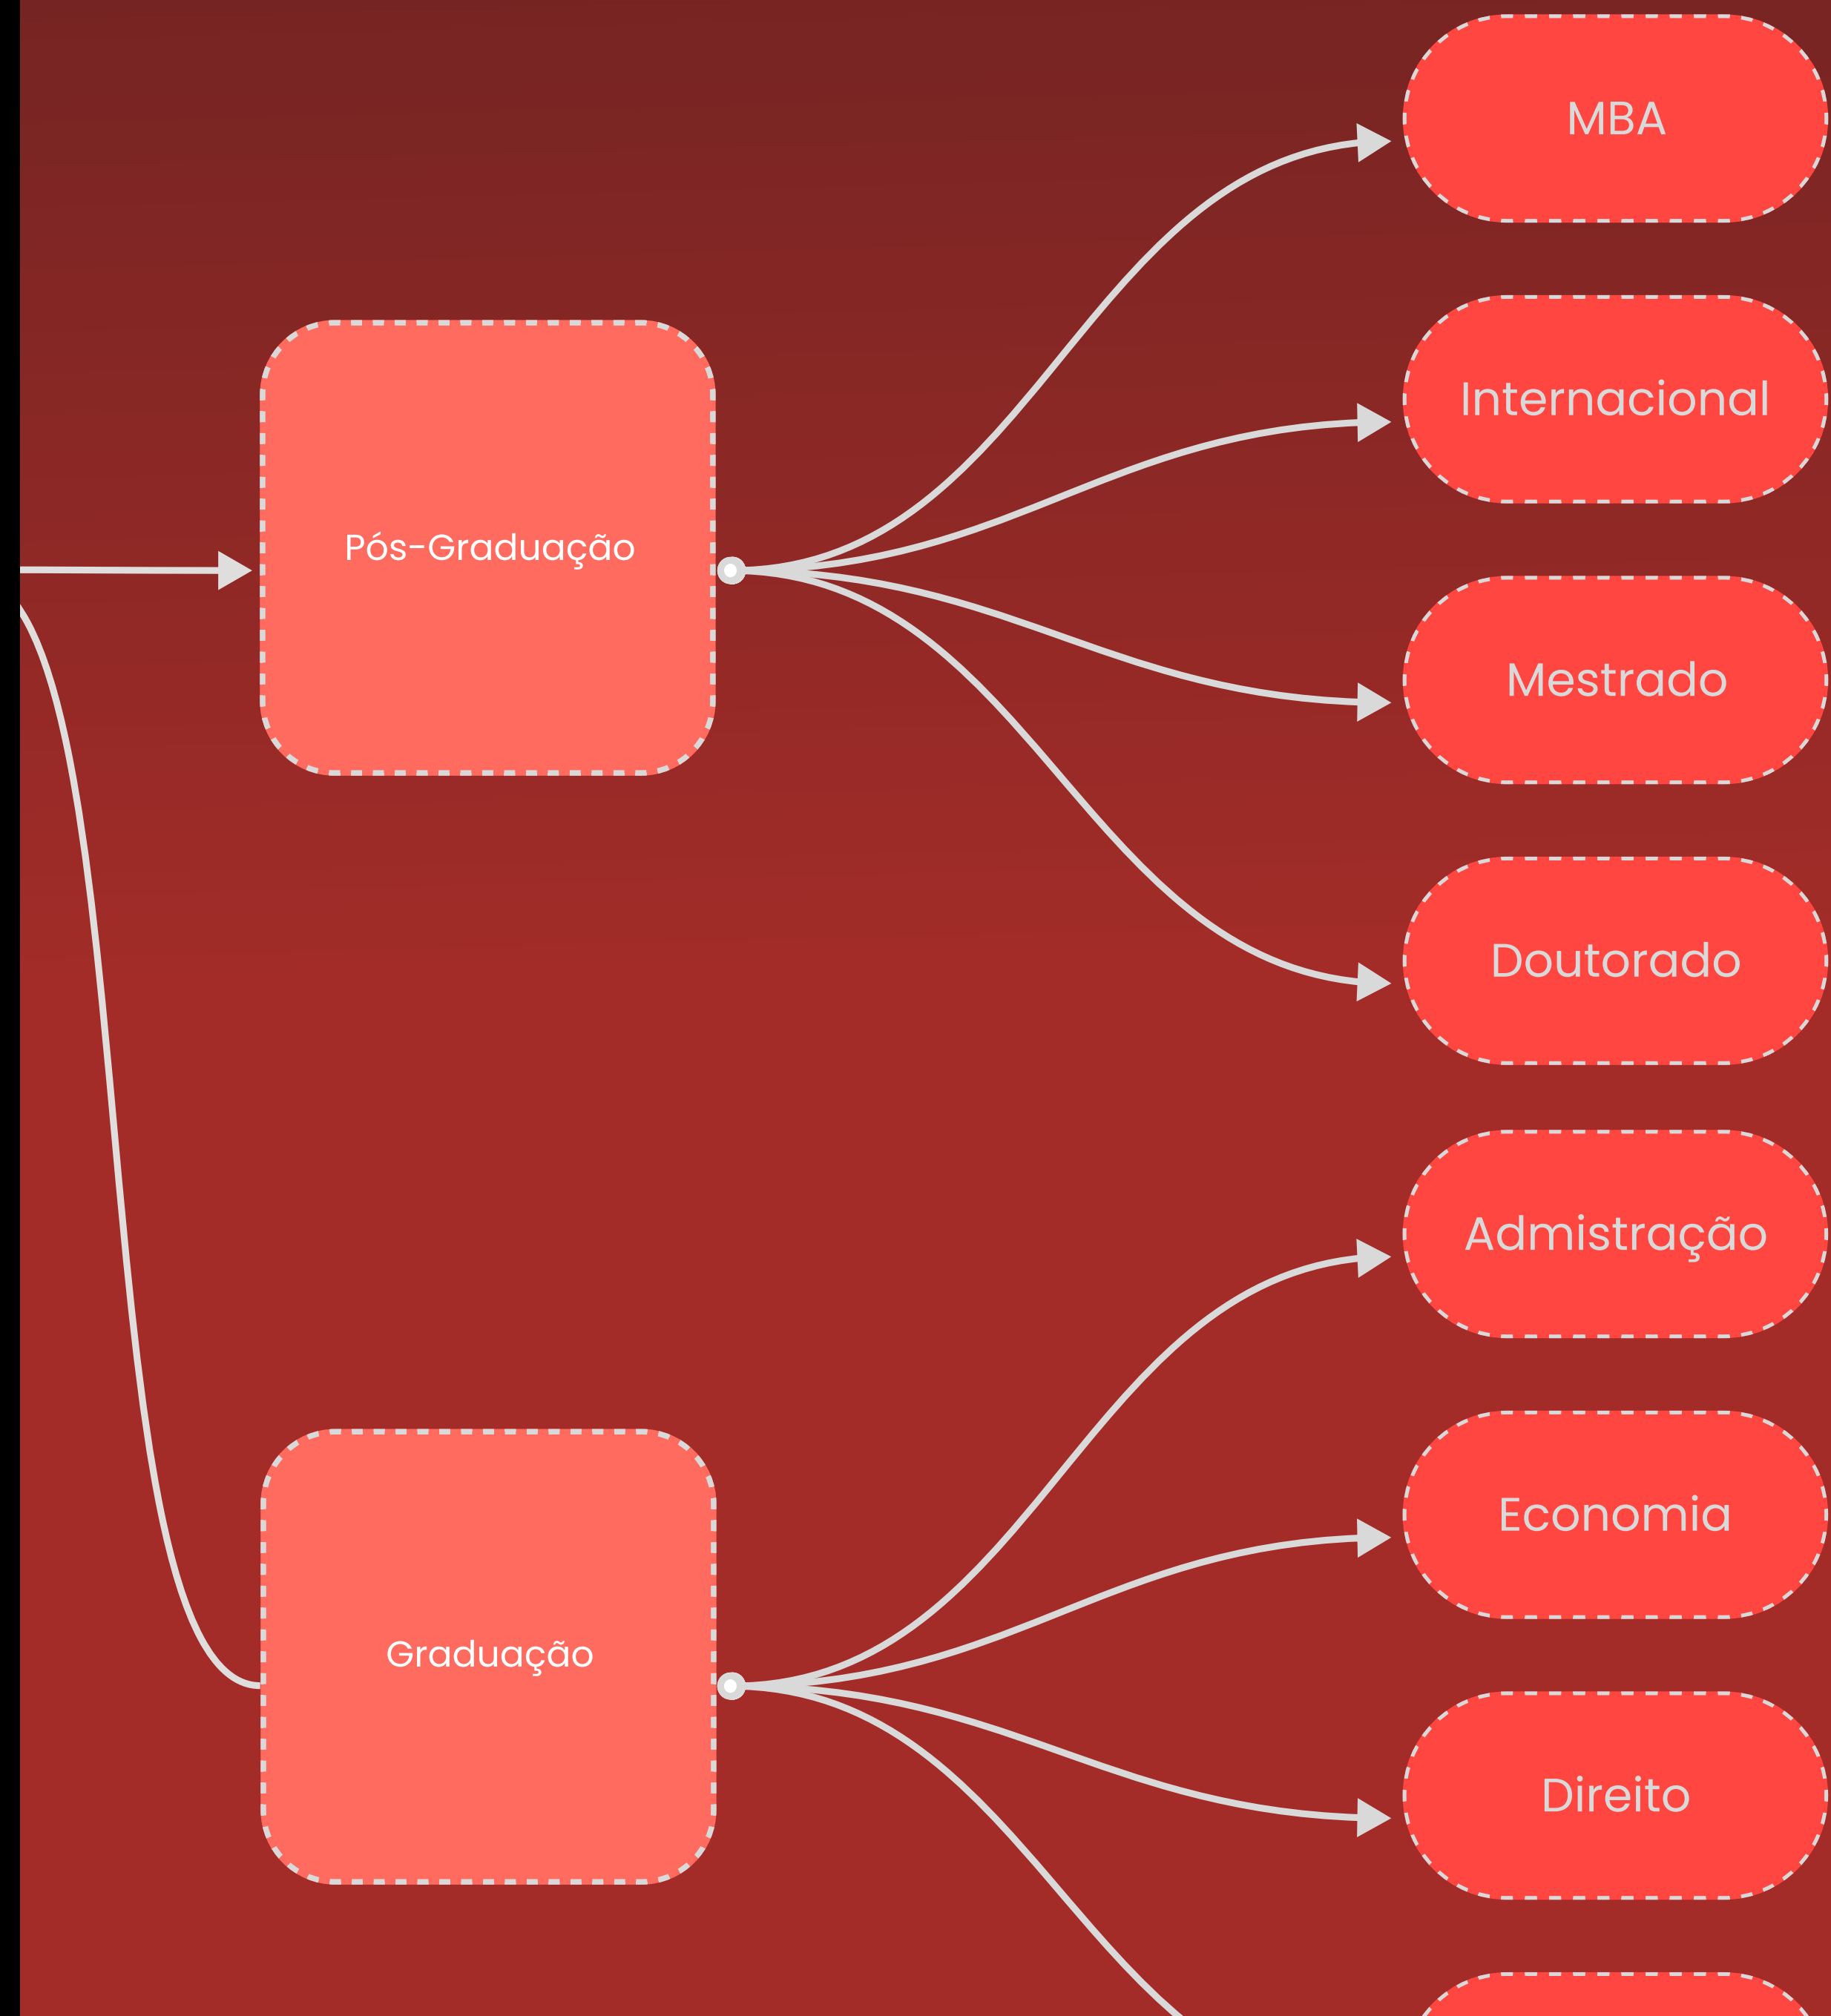 MBA
Internacional
Pós-Graduação
Mestrado
Doutorado
Admistração
Economia
Graduação
Direito